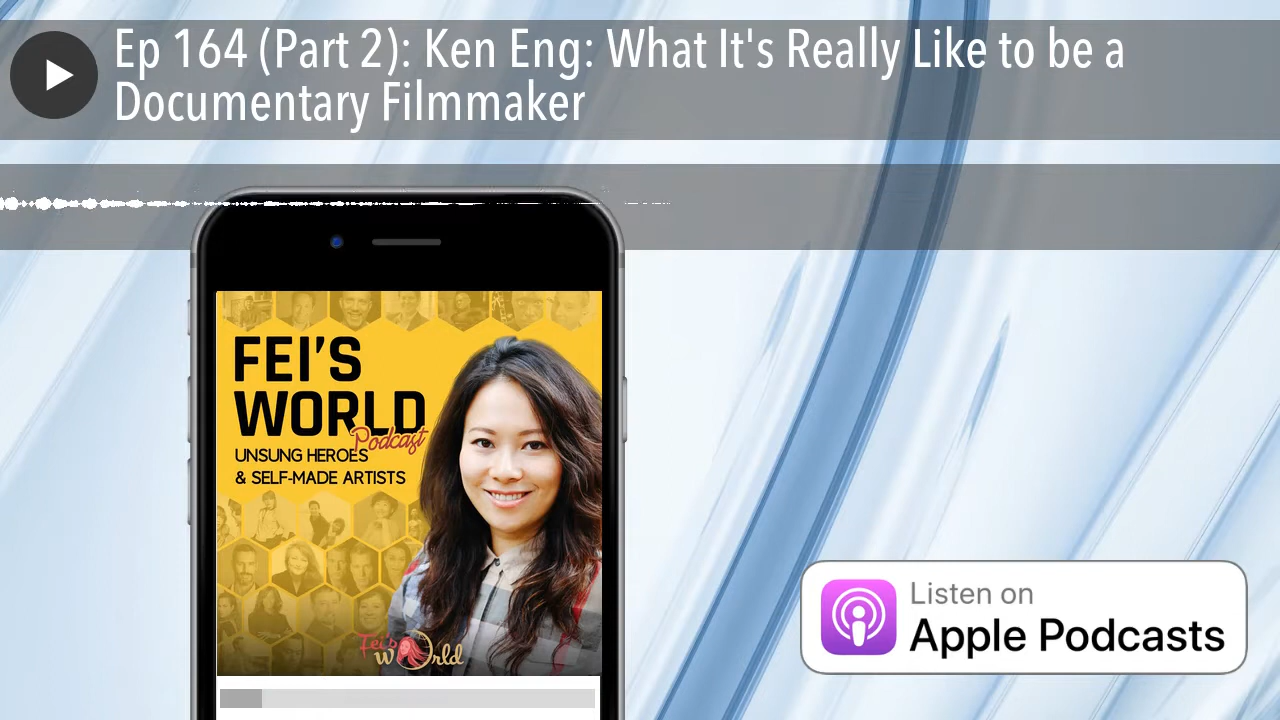 Ep 164 (Part 2): Ken Eng: What It's Really Like to be a
Documentary Filmmaker
FEI'S
WORLD
Podcast
UNSUNG HEROES
& SELF-MADE ARTISTS
Fei's
World
Listen on
Apple Podcasts